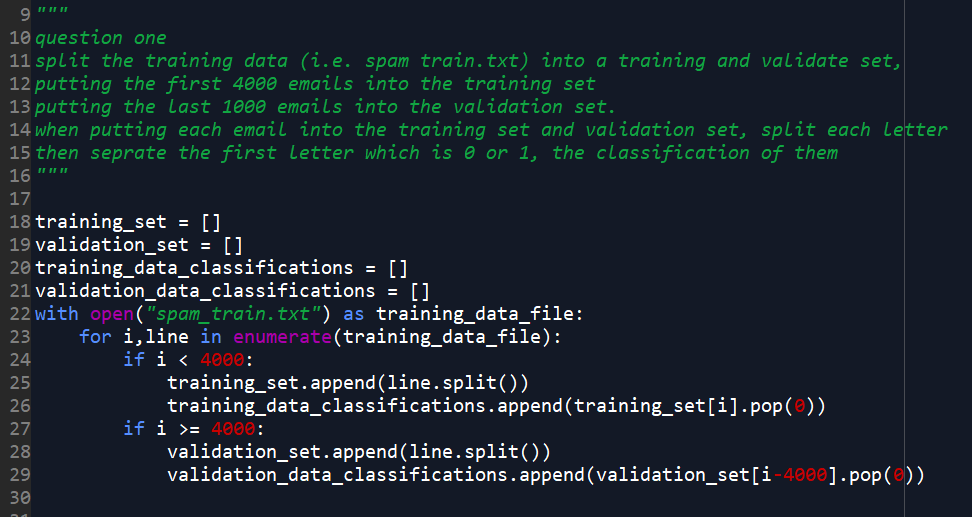 9 """
10 question one
11 split the training data (i.e. spam train.txt) into a training and validate set,
12 putting the first 4000 emails into the training set
13 putting the last 1000 emails into the validation set.
14 when putting each email into the training set and validation set, split each letter
15 then seprate the first letter which is 0 or 1, the classification of them
16 """
17
18 training_set = []
19 validation_set = []
20 training_data_classifications = []
21 validation_data_classifications = []
22 with open("spam_train.txt") as training_data_file:
23     for i,line in enumerate(training_data_file):
24         if i < 4000:
25             training_set.append(line.split())
26             training_data_classifications.append(training_set[i].pop(0))
27         if i >= 4000:
28             validation_set.append(line.split())
29             validation_data_classifications.append(validation_set[i-4000].pop(0))
30